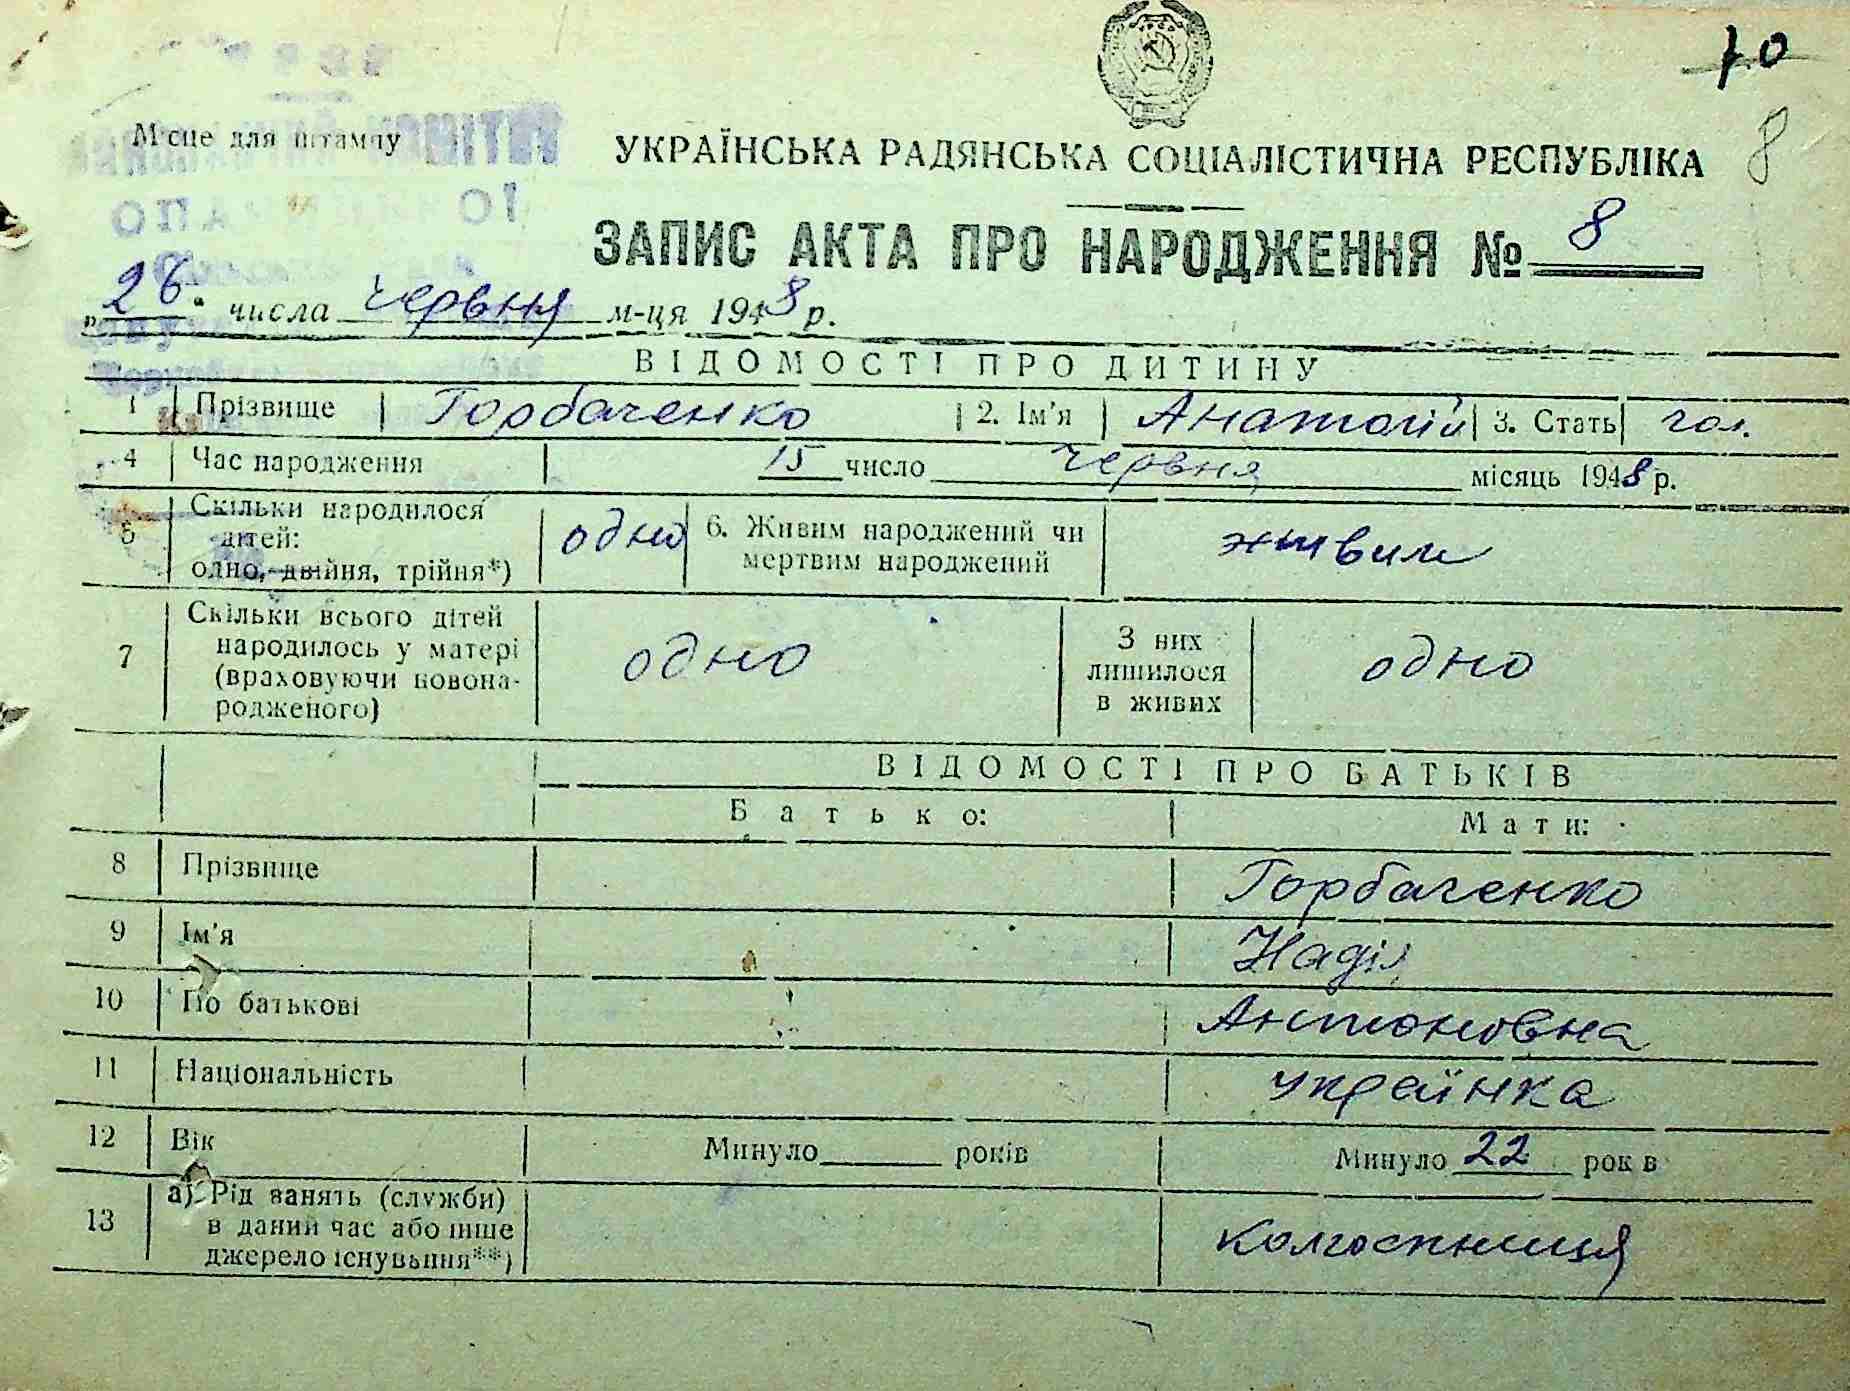 70
8
Місце для штампу
УКРАЇНСЬКА РАДЯНСЬКА СОЦІАЛІСТИЧНА РЕСПУБЛІКА
ЗАПИС АКТА ПРО НАРОДЖЕННЯ № 8
„26“ числа червня м-ця 1948 р.
ВІДОМОСТІ ПРО ДИТИНУ
1 Прізвище Горбаченко 2. Ім'я Анатолій 3. Стать чол.
4 Час народження 15 число червня місяць 1948 р.
5 Скільки народилося дітей: одно, двійня, трійня*) одно 6. Живим народжений чи мертвим народжений живим
7 Скільки всього дітей народилось у матері (враховуючи новонародженого) одно З них лишилося в живих одно
ВІДОМОСТІ ПРО БАТЬКІВ
Батько: Мати:
8 Прізвище Горбаченко
9 Ім'я Надія
10 По батькові Антоновна
11 Національність українка
12 Вік Минуло ______ років Минуло 22 рок в
13 а) Рід занять (служби) в даний час або інше джерело існування**) колгоспниця